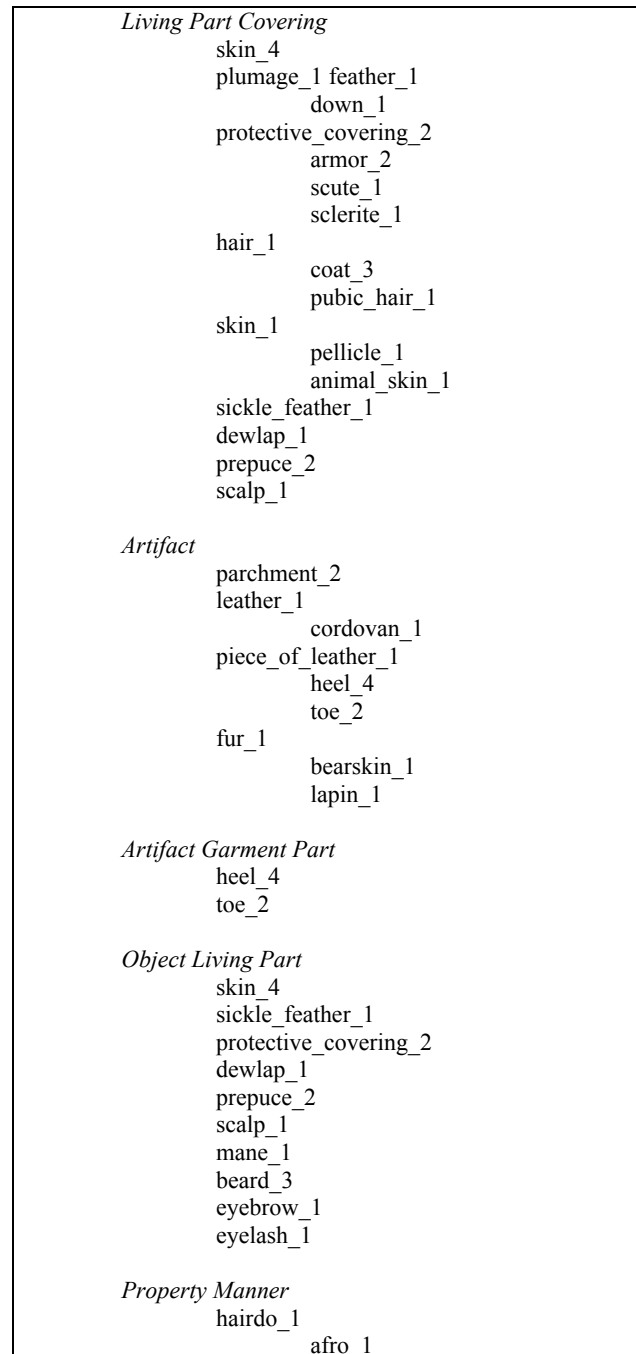 Living Part Covering
skin_4
plumage_1 feather_1
down_1
protective_covering_2
armor_2
scute_1
sclerite_1
hair_1
coat_3
pubic_hair_1
skin_1
pellicle_1
animal_skin_1
sickle_feather_1
dewlap_1
prepuce_2
scalp_1
Artifact
parchment_2
leather_1
cordovan_1
piece_of_leather_1
heel_4
toe_2
fur_1
bearskin_1
lapin_1
Artifact Garment Part
heel_4
toe_2
Object Living Part
skin_4
sickle_feather_1
protective_covering_2
dewlap_1
prepuce_2
scalp_1
mane_1
beard_3
eyebrow_1
eyelash_1
Property Manner
hairdo_1
afro_1